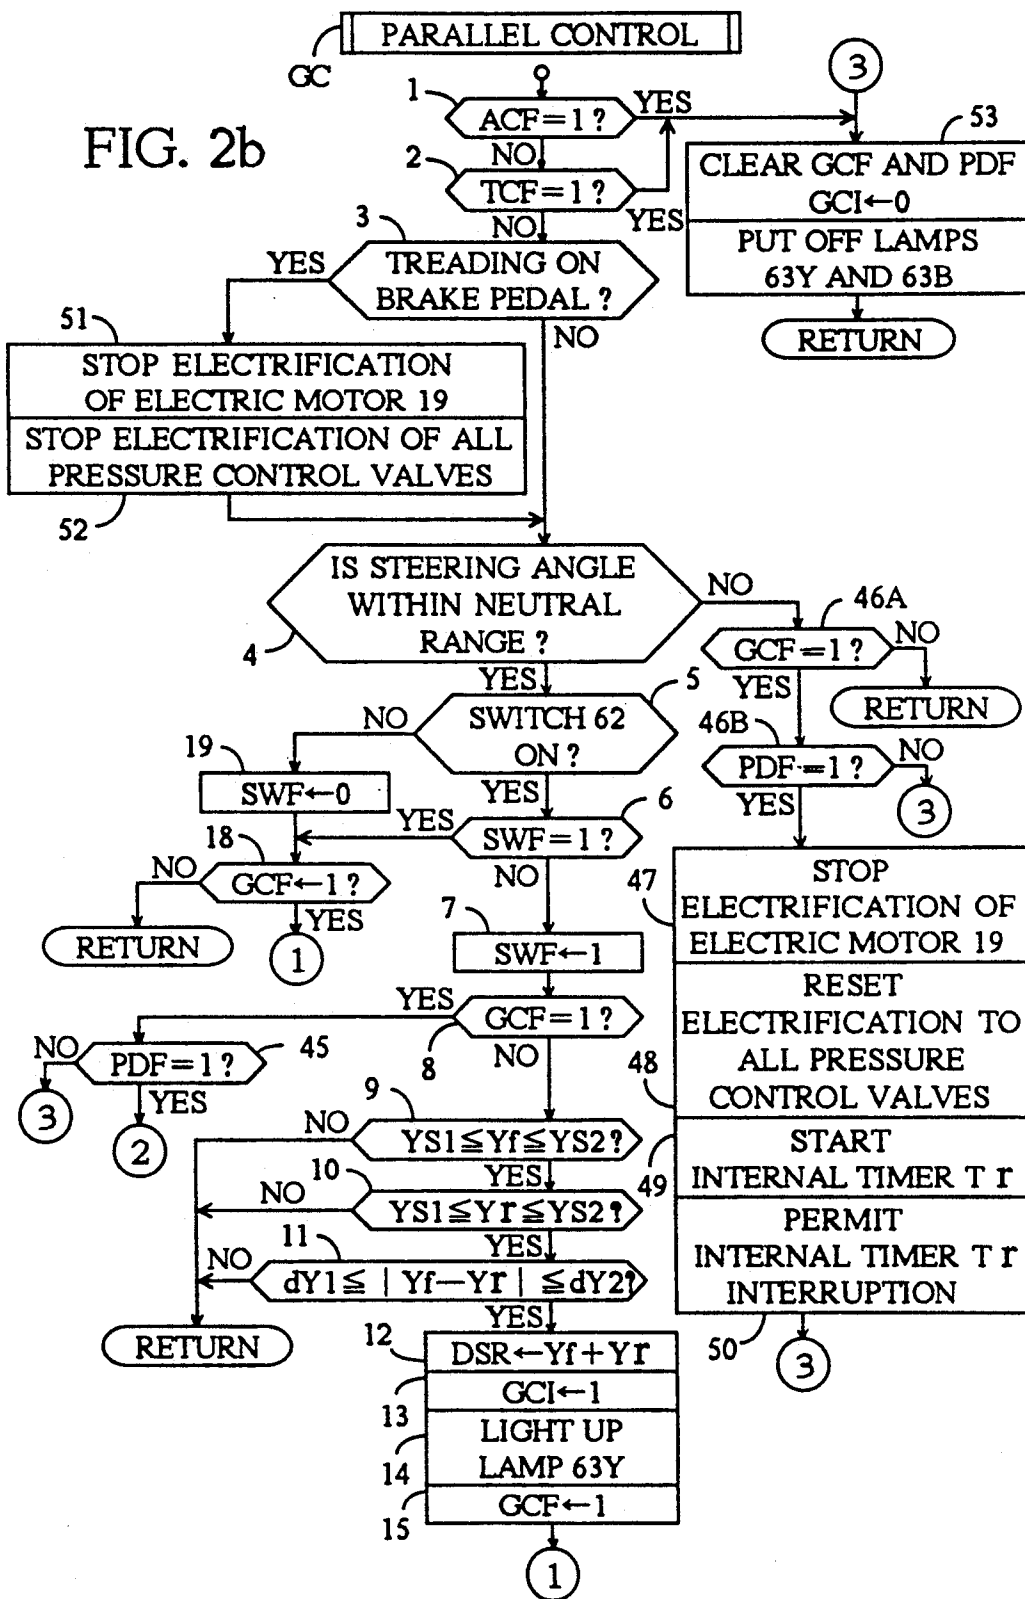 PARALLEL CONTROL
GC
FIG. 2b
1
ACF=1?
YES
NO
2
TCF=1?
YES
NO
3
53
CLEAR GCF AND PDF
GCI←0
PUT OFF LAMPS
63Y AND 63B
RETURN
3
TREADING ON
BRAKE PEDAL?
YES
NO
51
STOP ELECTRIFICATION
OF ELECTRIC MOTOR 19
STOP ELECTRIFICATION OF ALL
PRESSURE CONTROL VALVES
52
IS STEERING ANGLE
WITHIN NEUTRAL
RANGE?
4
NO
YES
46A
GCF=1?
NO
YES
RETURN
46B
PDF=1?
NO
YES
3
5
SWITCH 62
ON?
NO
YES
19
SWF←0
6
SWF=1?
YES
NO
18
GCF←1?
NO
YES
RETURN
1
7
SWF←1
8
GCF=1?
YES
NO
45
PDF=1?
NO
YES
3
2
9
YS1≦Yf≦YS2?
NO
YES
10
YS1≦Yr≦YS2?
NO
YES
11
dY1≦|Yf−Yr|≦dY2?
NO
YES
RETURN
12
DSR←Yf+Yr
13
GCI←1
14
LIGHT UP
LAMP 63Y
15
GCF←1
1
47
STOP
ELECTRIFICATION OF
ELECTRIC MOTOR 19
48
RESET
ELECTRIFICATION TO
ALL PRESSURE
CONTROL VALVES
49
START
INTERNAL TIMER Tr
PERMIT
INTERNAL TIMER Tr
INTERRUPTION
50
3